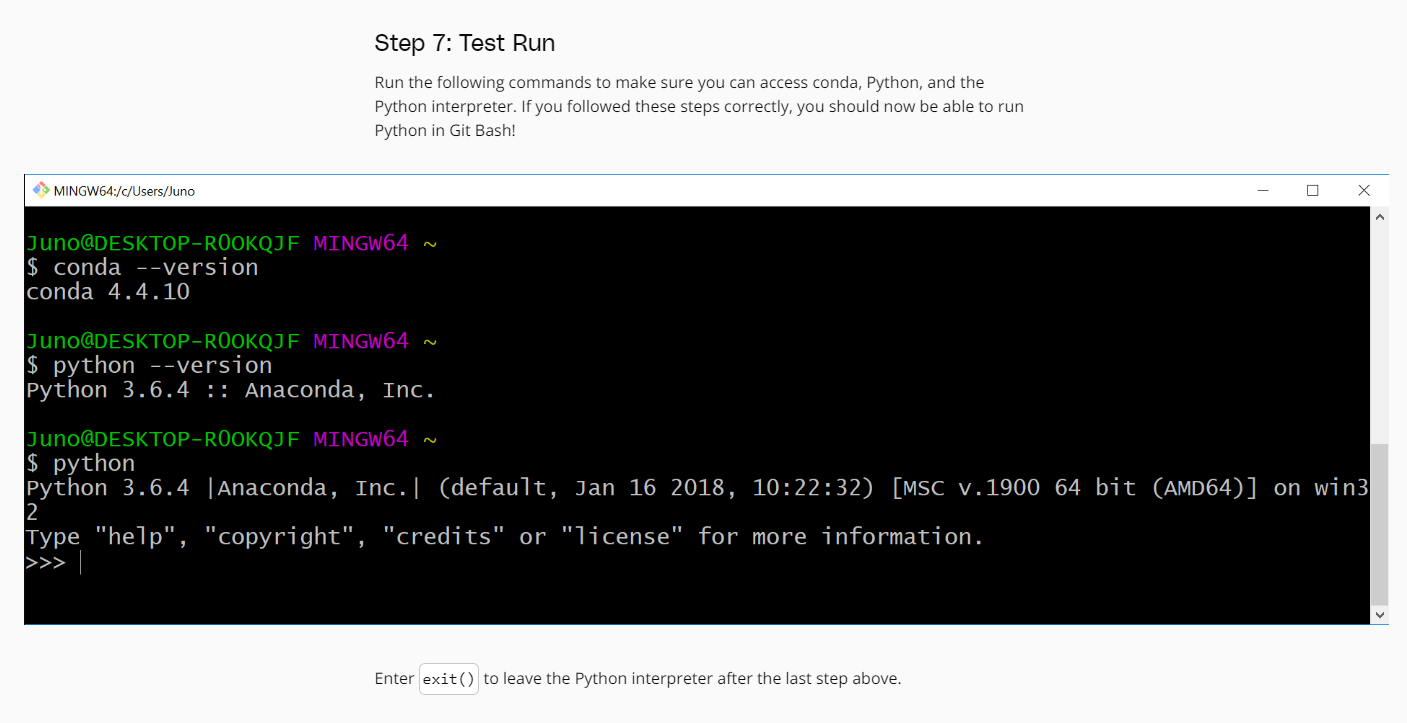 Step 7: Test Run
Run the following commands to make sure you can access conda, Python, and the
Python interpreter. If you followed these steps correctly, you should now be able to run
Python in Git Bash!
MINGW64:/c/Users/Juno
Juno@DESKTOP-R0OKQJF MINGW64 ~
$ conda --version
conda 4.4.10
Juno@DESKTOP-R0OKQJF MINGW64 ~
$ python --version
Python 3.6.4 :: Anaconda, Inc.
Juno@DESKTOP-R0OKQJF MINGW64 ~
$ python
Python 3.6.4 |Anaconda, Inc.| (default, Jan 16 2018, 10:22:32) [MSC v.1900 64 bit (AMD64)] on win3
2
Type "help", "copyright", "credits" or "license" for more information.
>>>
Enter exit() to leave the Python interpreter after the last step above.